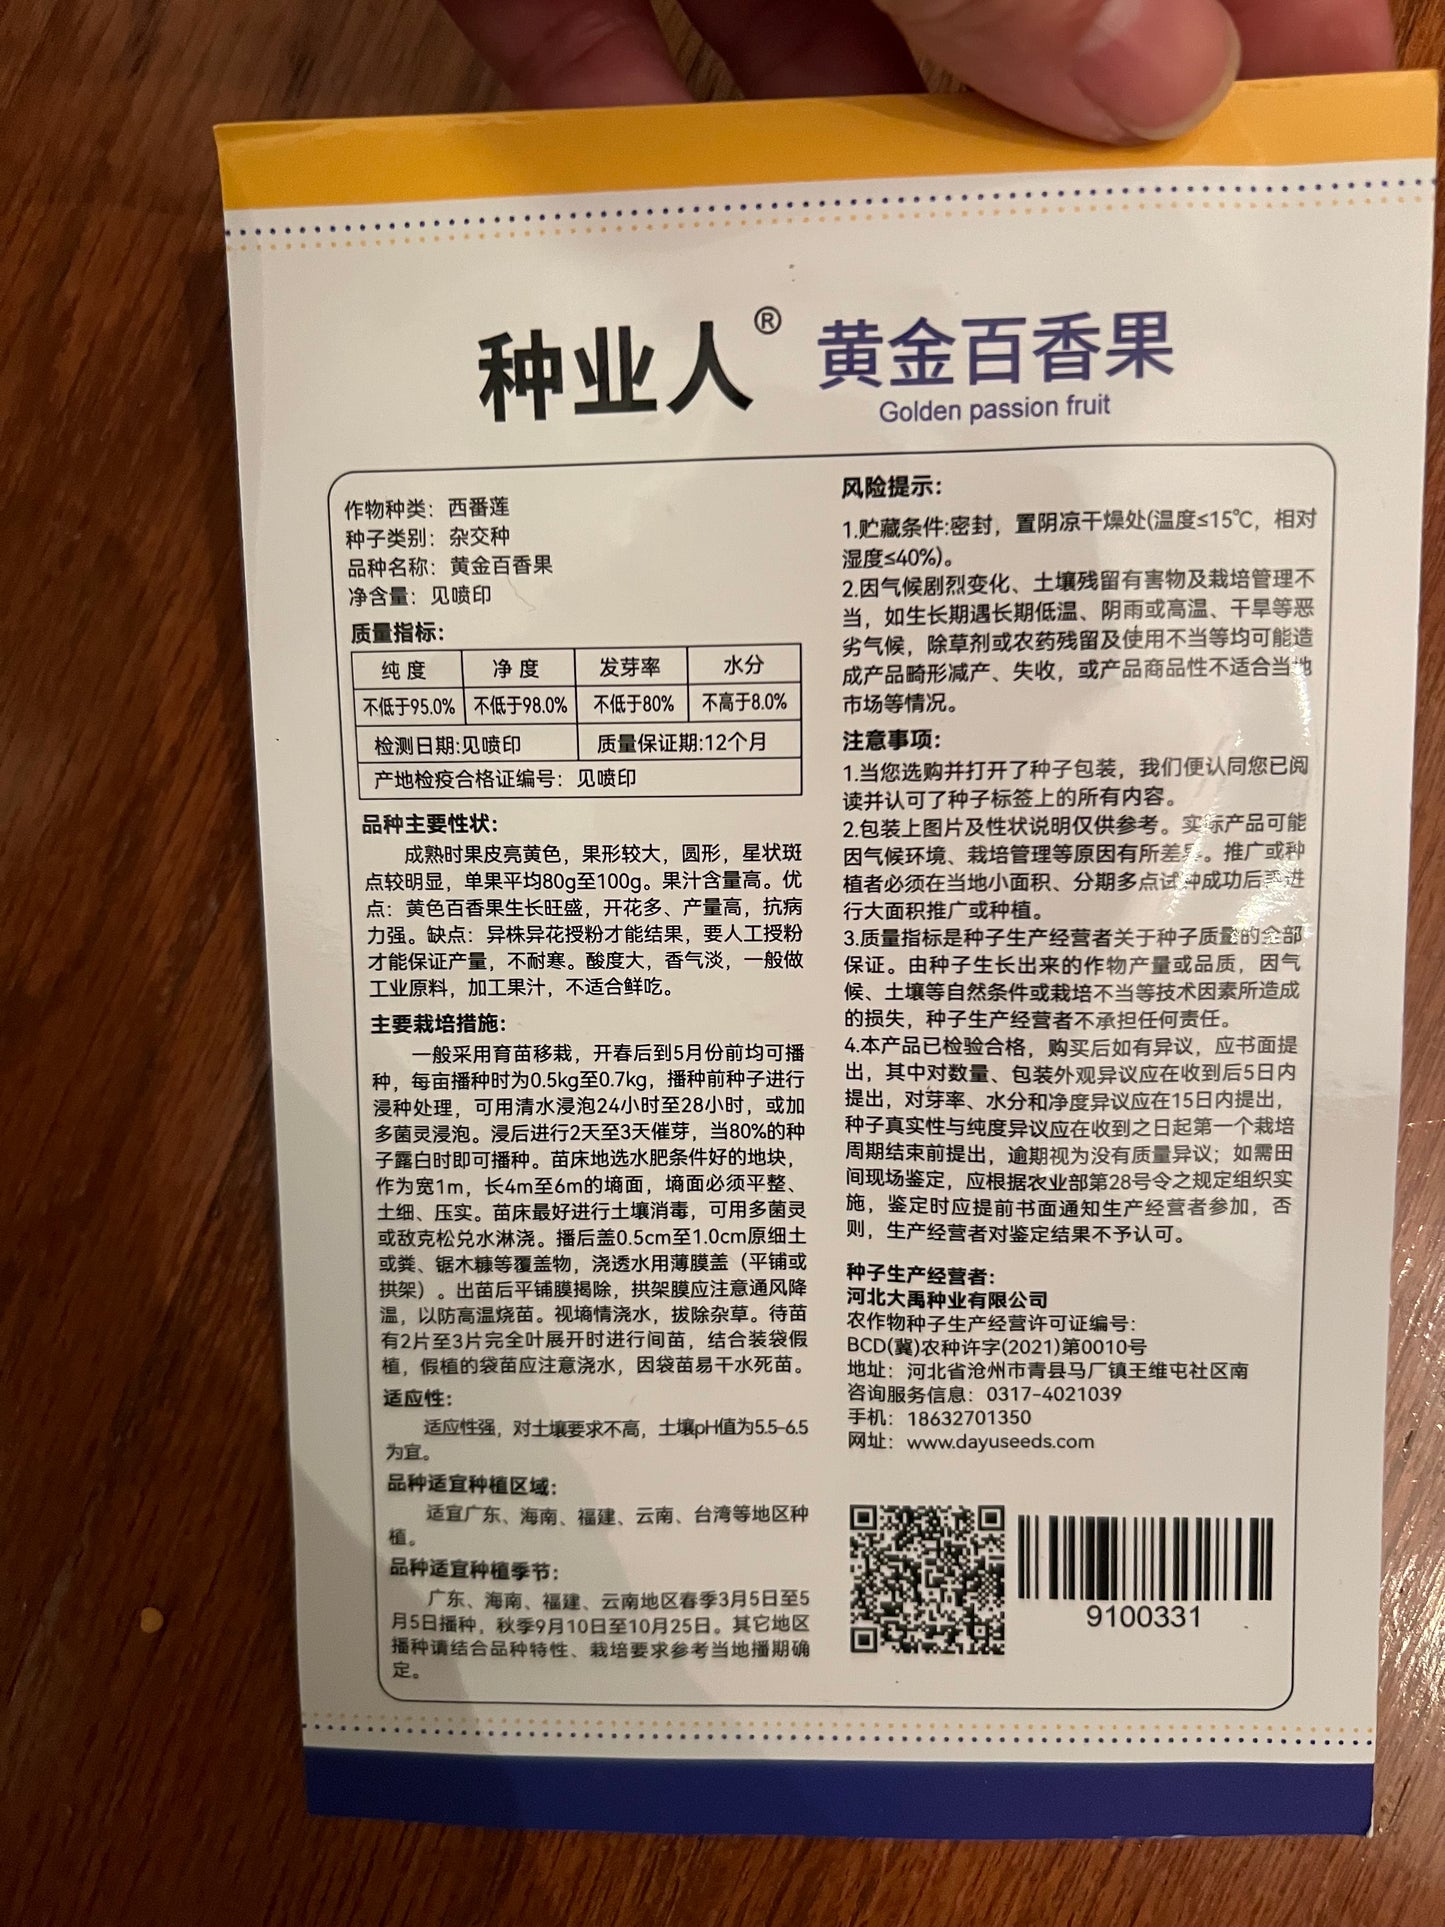 种业人® 黄金百香果
Golden passion fruit
作物种类：西番莲
种子类别：杂交种
品种名称：黄金百香果
净含量：见喷印
质量指标：
纯度 净度 发芽率 水分
不低于95.0% 不低于98.0% 不低于80% 不高于8.0%
检测日期:见喷印 质量保证期:12个月
产地检疫合格证编号：见喷印
品种主要性状：
成熟时果皮亮黄色，果形较大，圆形，星状斑
点较明显，单果平均80g至100g。果汁含量高。优
点：黄色百香果生长旺盛，开花多、产量高，抗病
力强。缺点：异株异花授粉才能结果，要人工授粉
才能保证产量，不耐寒。酸度大，香气淡，一般做
工业原料，加工果汁，不适合鲜吃。
主要栽培措施：
一般采用育苗移栽，开春后到5月份前均可播
种，每亩播种时为0.5kg至0.7kg，播种前种子进行
浸种处理，可用清水浸泡24小时至28小时，或加
多菌灵浸泡。浸后进行2天至3天催芽，当80%的种
子露白时即可播种。苗床地选水肥条件好的地块，
作为宽1m，长4m至6m的墒面，墒面必须平整、
土细、压实。苗床最好进行土壤消毒，可用多菌灵
或敌克松兑水淋浇。播后盖0.5cm至1.0cm原细土
或粪、锯木糠等覆盖物，浇透水用薄膜盖（平铺或
拱架）。出苗后平铺膜揭除，拱架膜应注意通风降
温，以防高温烧苗。视墒情浇水，拔除杂草。待苗
有2片至3片完全叶展开时进行间苗，结合装袋假
植，假植的袋苗应注意浇水，因袋苗易干水死苗。
适应性：
适应性强，对土壤要求不高，土壤pH值为5.5-6.5
为宜。
品种适宜种植区域：
适宜广东、海南、福建、云南、台湾等地区种
植。
品种适宜种植季节：
广东、海南、福建、云南地区春季3月5日至5
月5日播种，秋季9月10日至10月25日。其它地区
播种请结合品种特性、栽培要求参考当地播期确
定。
风险提示：
1.贮藏条件:密封，置阴凉干燥处(温度≤15℃，相对
湿度≤40%)。
2.因气候剧烈变化、土壤残留有害物及栽培管理不
当，如生长期遇长期低温、阴雨或高温、干旱等恶
劣气候，除草剂或农药残留及使用不当等均可能造
成产品畸形减产、失收，或产品商品性不适合当地
市场等情况。
注意事项：
1.当您选购并打开了种子包装，我们便认同您已阅
读并认可了种子标签上的所有内容。
2.包装上图片及性状说明仅供参考。实际产品可能
因气候环境、栽培管理等原因有所差异。推广或种
植者必须在当地小面积、分期多点试种成功后再进
行大面积推广或种植。
3.质量指标是种子生产经营者关于种子质量的全部
保证。由种子生长出来的作物产量或品质，因气
候、土壤等自然条件或栽培不当等技术因素所造成
的损失，种子生产经营者不承担任何责任。
4.本产品已检验合格，购买后如有异议，应书面提
出，其中对数量、包装外观异议应在收到后5日内
提出，对芽率、水分和净度异议应在15日内提出，
种子真实性与纯度异议应在收到之日起第一个栽培
周期结束前提出，逾期视为没有质量异议；如需田
间现场鉴定，应根据农业部第28号令之规定组织实
施，鉴定时应提前书面通知生产经营者参加，否
则，生产经营者对鉴定结果不予认可。
种子生产经营者：
河北大禹种业有限公司
农作物种子生产经营许可证编号：
BCD(冀)农种许字(2021)第0010号
地址：河北省沧州市青县马厂镇王维屯社区南
咨询服务信息：0317-4021039
手机：18632701350
网址：www.dayuseeds.com
9100331